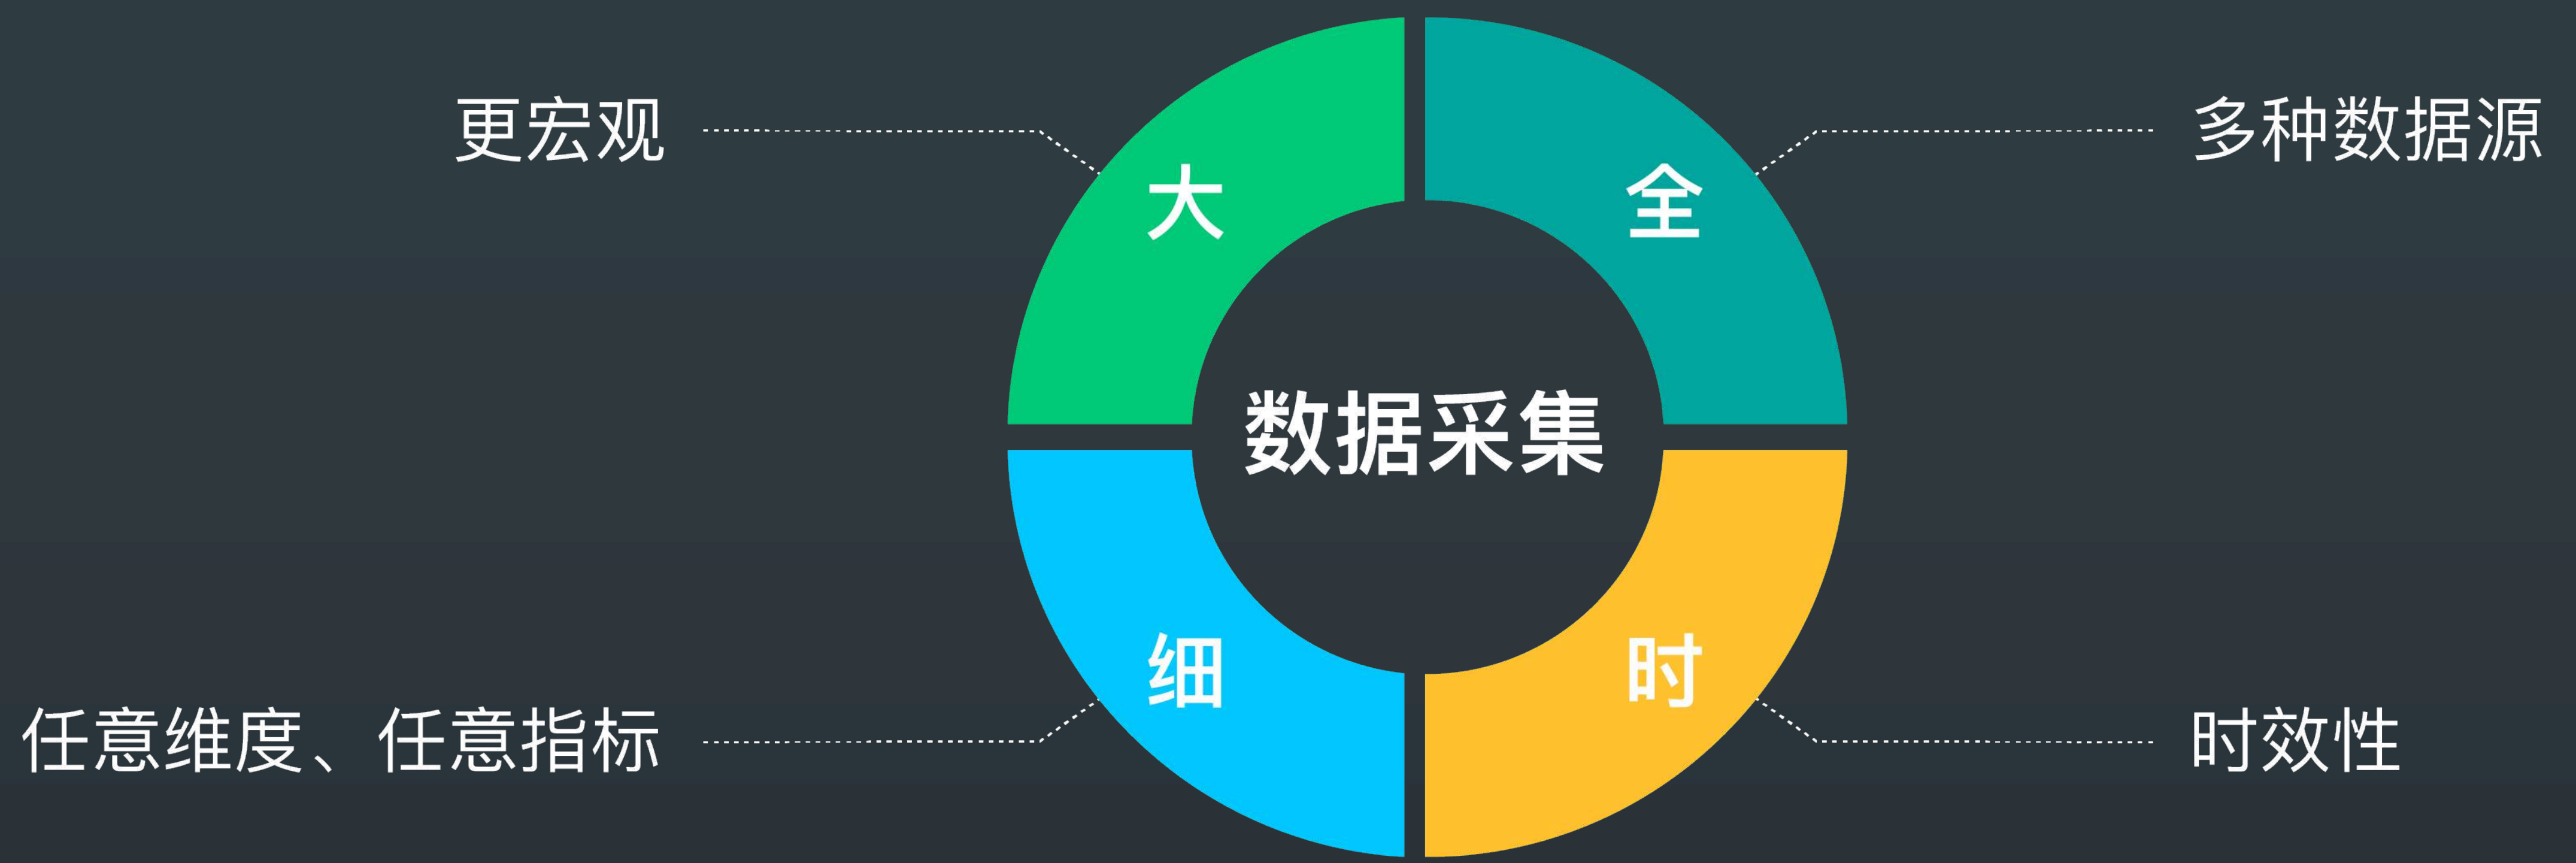 更宏观
大
全
多种数据源
数据采集
任意维度、任意指标
细
时
时效性